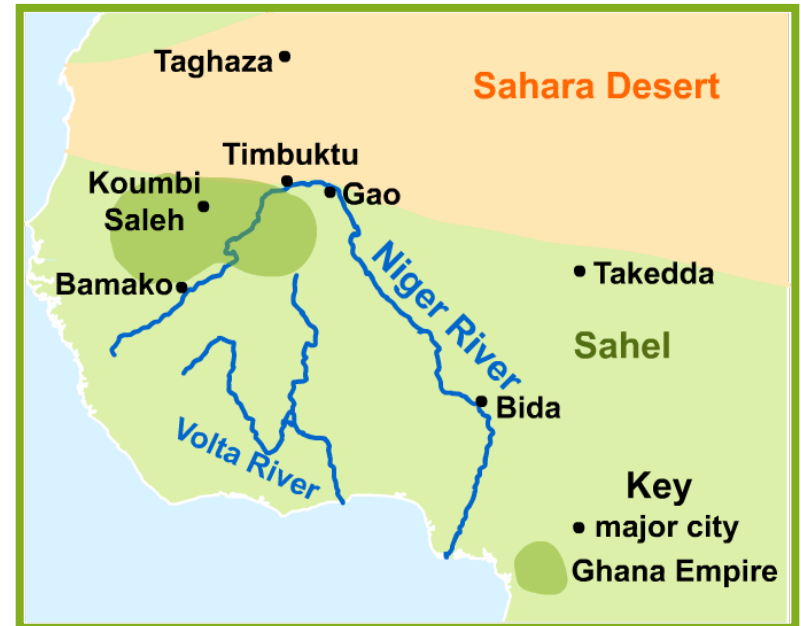 Taghaza
Sahara Desert
Timbuktu
Koumbi
Saleh
Gao
Bamako
Niger River
Takedda
Sahel
Bida
Volta River
Key
major city
Ghana Empire